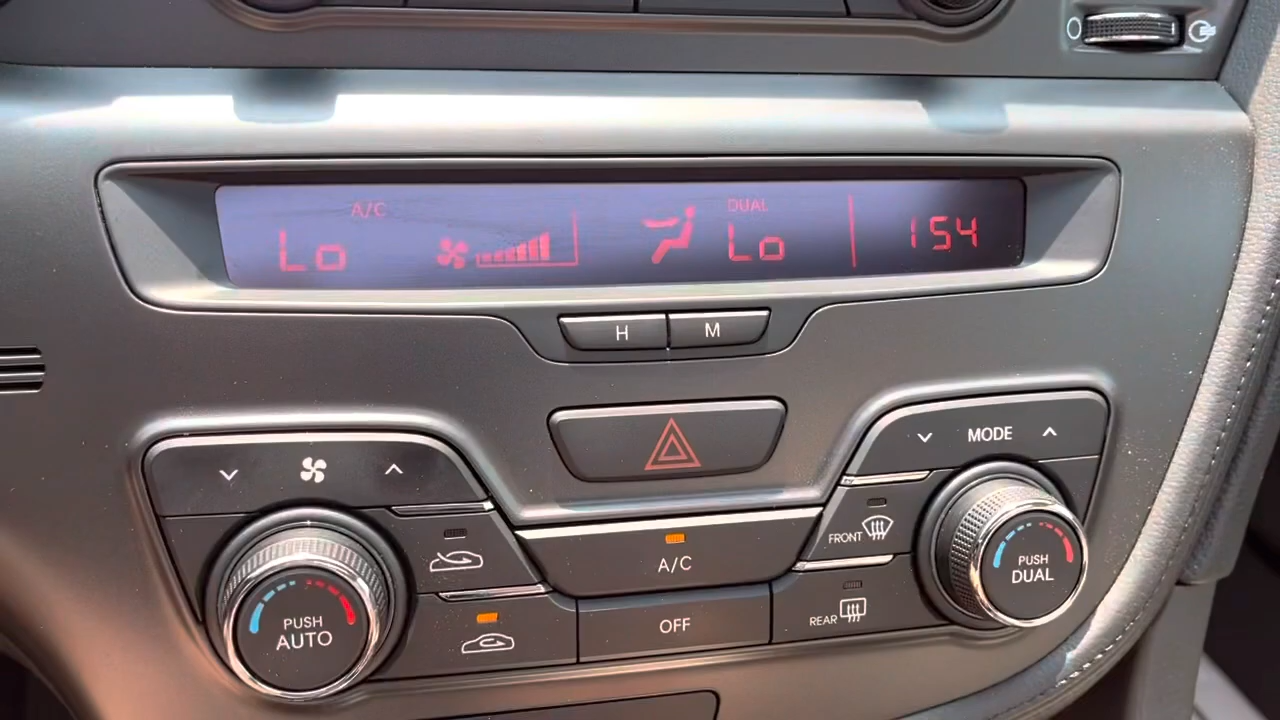 A/C
DUAL
Lo
Lo
154
H
M
MODE
FRONT
PUSH
DUAL
A/C
PUSH
AUTO
OFF
REAR